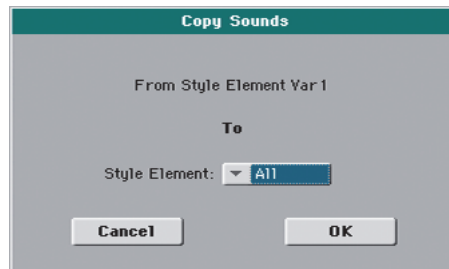 Copy Sounds
From Style Element Var1
To
Style Element: All
Cancel OK